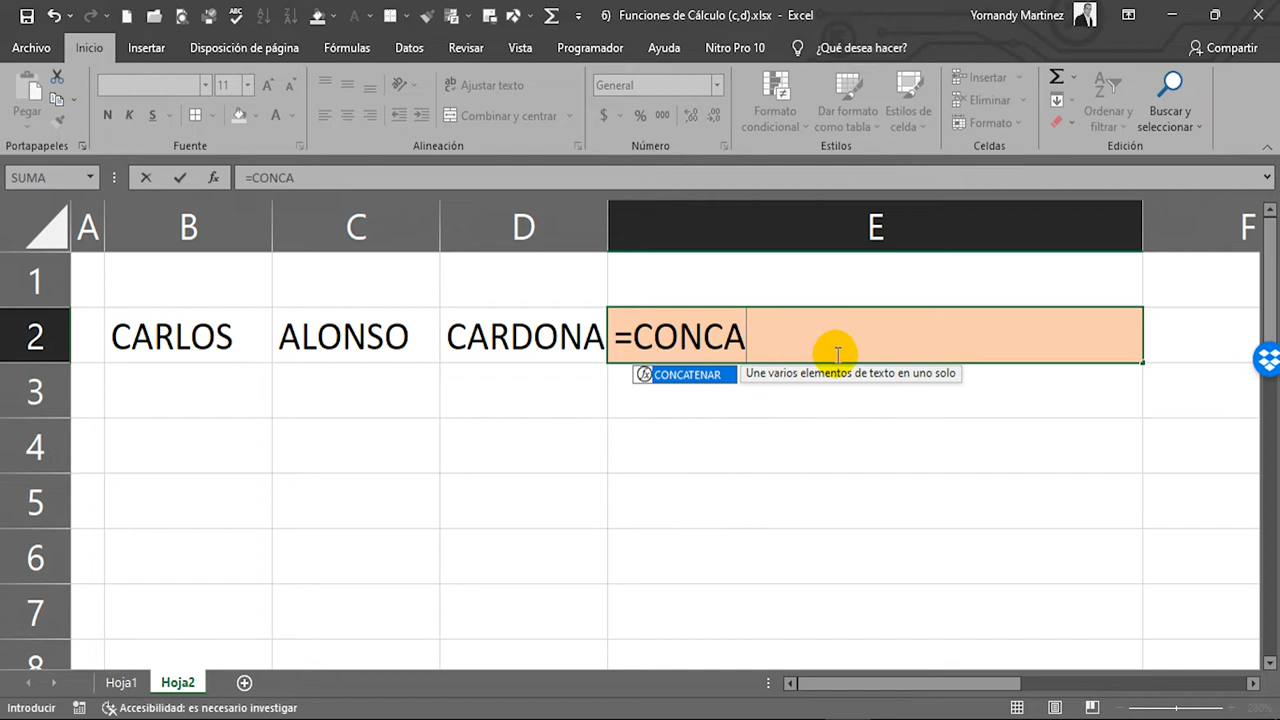 6) Funciones de Cálculo (c,d).xlsx - Excel
Yornandy Martinez
Archivo Inicio Insertar Disposición de página Fórmulas Datos Revisar Vista Programador Ayuda Nitro Pro 10 ¿Qué desea hacer? Compartir
Pegar
11
N K S
Ajustar texto
Combinar y centrar
General
$ % 000
Formato condicional
Dar formato como tabla
Estilos de celda
Insertar
Eliminar
Formato
Ordenar y filtrar
Buscar y seleccionar
Portapapeles Fuente Alineación Número Estilos Celdas Edición
SUMA fx =CONCA
A B C D E F
1
2 CARLOS ALONSO CARDONA =CONCA
CONCATENAR Une varios elementos de texto en uno solo
3
4
5
6
7
8
Hoja1 Hoja2
Introducir Accesibilidad: es necesario investigar 280%